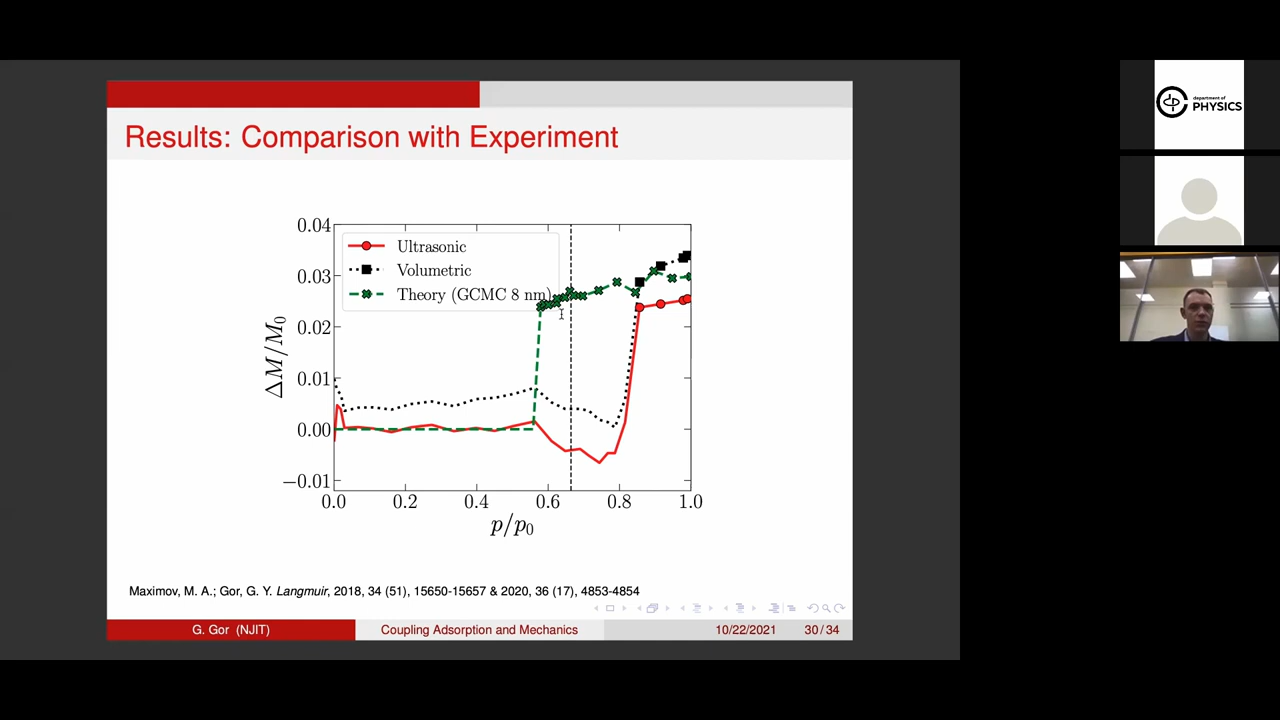 Results: Comparison with Experiment
0.04
0.03
0.02
0.01
0.00
−0.01
ΔM/M0
Ultrasonic
Volumetric
Theory (GCMC 8 nm)
0.0 0.2 0.4 0.6 0.8 1.0
p/p0
Maximov, M. A.; Gor, G. Y. Langmuir, 2018, 34 (51), 15650-15657 & 2020, 36 (17), 4853-4854
G. Gor (NJIT) Coupling Adsorption and Mechanics 10/22/2021 30 / 34
department of
PHYSICS